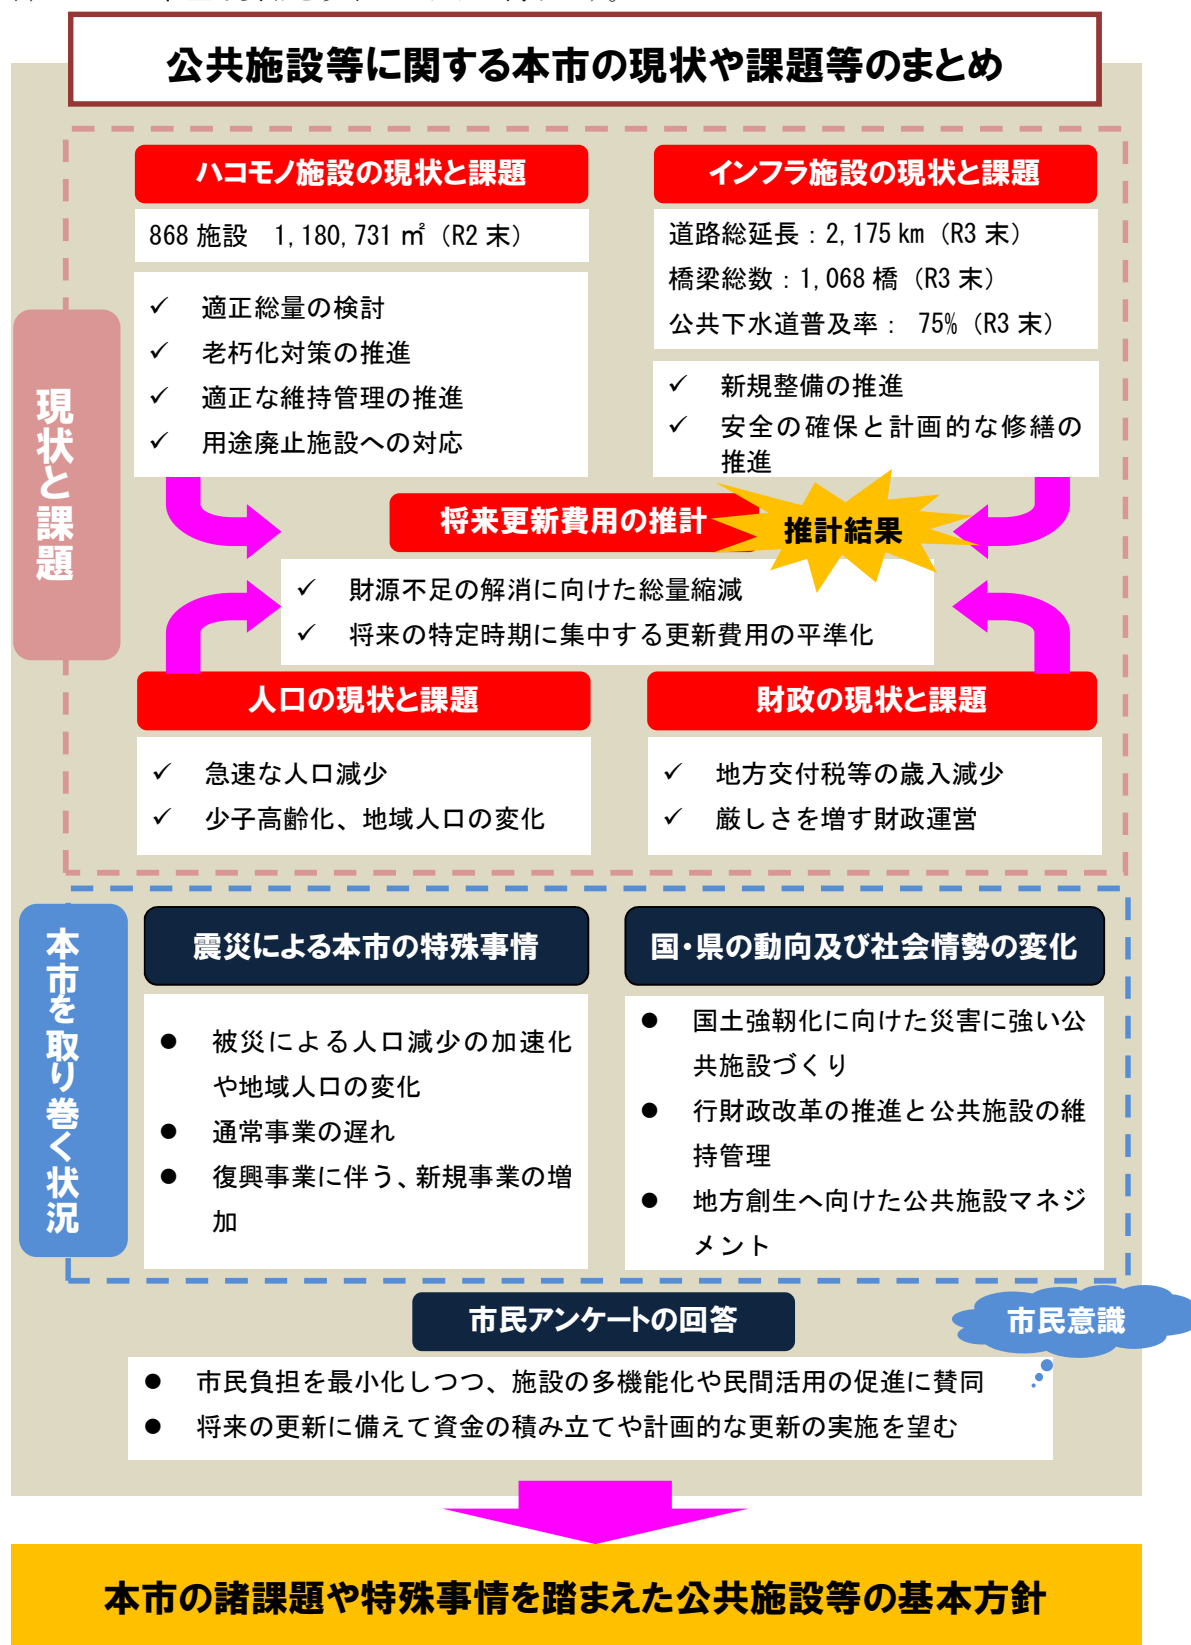 公共施設等に関する本市の現状や課題等のまとめ
現状と課題
ハコモノ施設の現状と課題
868 施設　1,180,731 ㎡（R2 末）
✓ 適正総量の検討
✓ 老朽化対策の推進
✓ 適正な維持管理の推進
✓ 用途廃止施設への対応
インフラ施設の現状と課題
道路総延長：2,175 km（R3 末）
橋梁総数：1,068 橋（R3 末）
公共下水道普及率： 75%（R3 末）
✓ 新規整備の推進
✓ 安全の確保と計画的な修繕の
推進
将来更新費用の推計
推計結果
✓ 財源不足の解消に向けた総量縮減
✓ 将来の特定時期に集中する更新費用の平準化
人口の現状と課題
✓ 急速な人口減少
✓ 少子高齢化、地域人口の変化
財政の現状と課題
✓ 地方交付税等の歳入減少
✓ 厳しさを増す財政運営
本市を取り巻く状況
震災による本市の特殊事情
● 被災による人口減少の加速化
や地域人口の変化
● 通常事業の遅れ
● 復興事業に伴う、新規事業の増
加
国・県の動向及び社会情勢の変化
● 国土強靭化に向けた災害に強い公
共施設づくり
● 行財政改革の推進と公共施設の維
持管理
● 地方創生へ向けた公共施設マネジ
メント
市民アンケートの回答
市民意識
● 市民負担を最小化しつつ、施設の多機能化や民間活用の促進に賛同
● 将来の更新に備えて資金の積み立てや計画的な更新の実施を望む
本市の諸課題や特殊事情を踏まえた公共施設等の基本方針